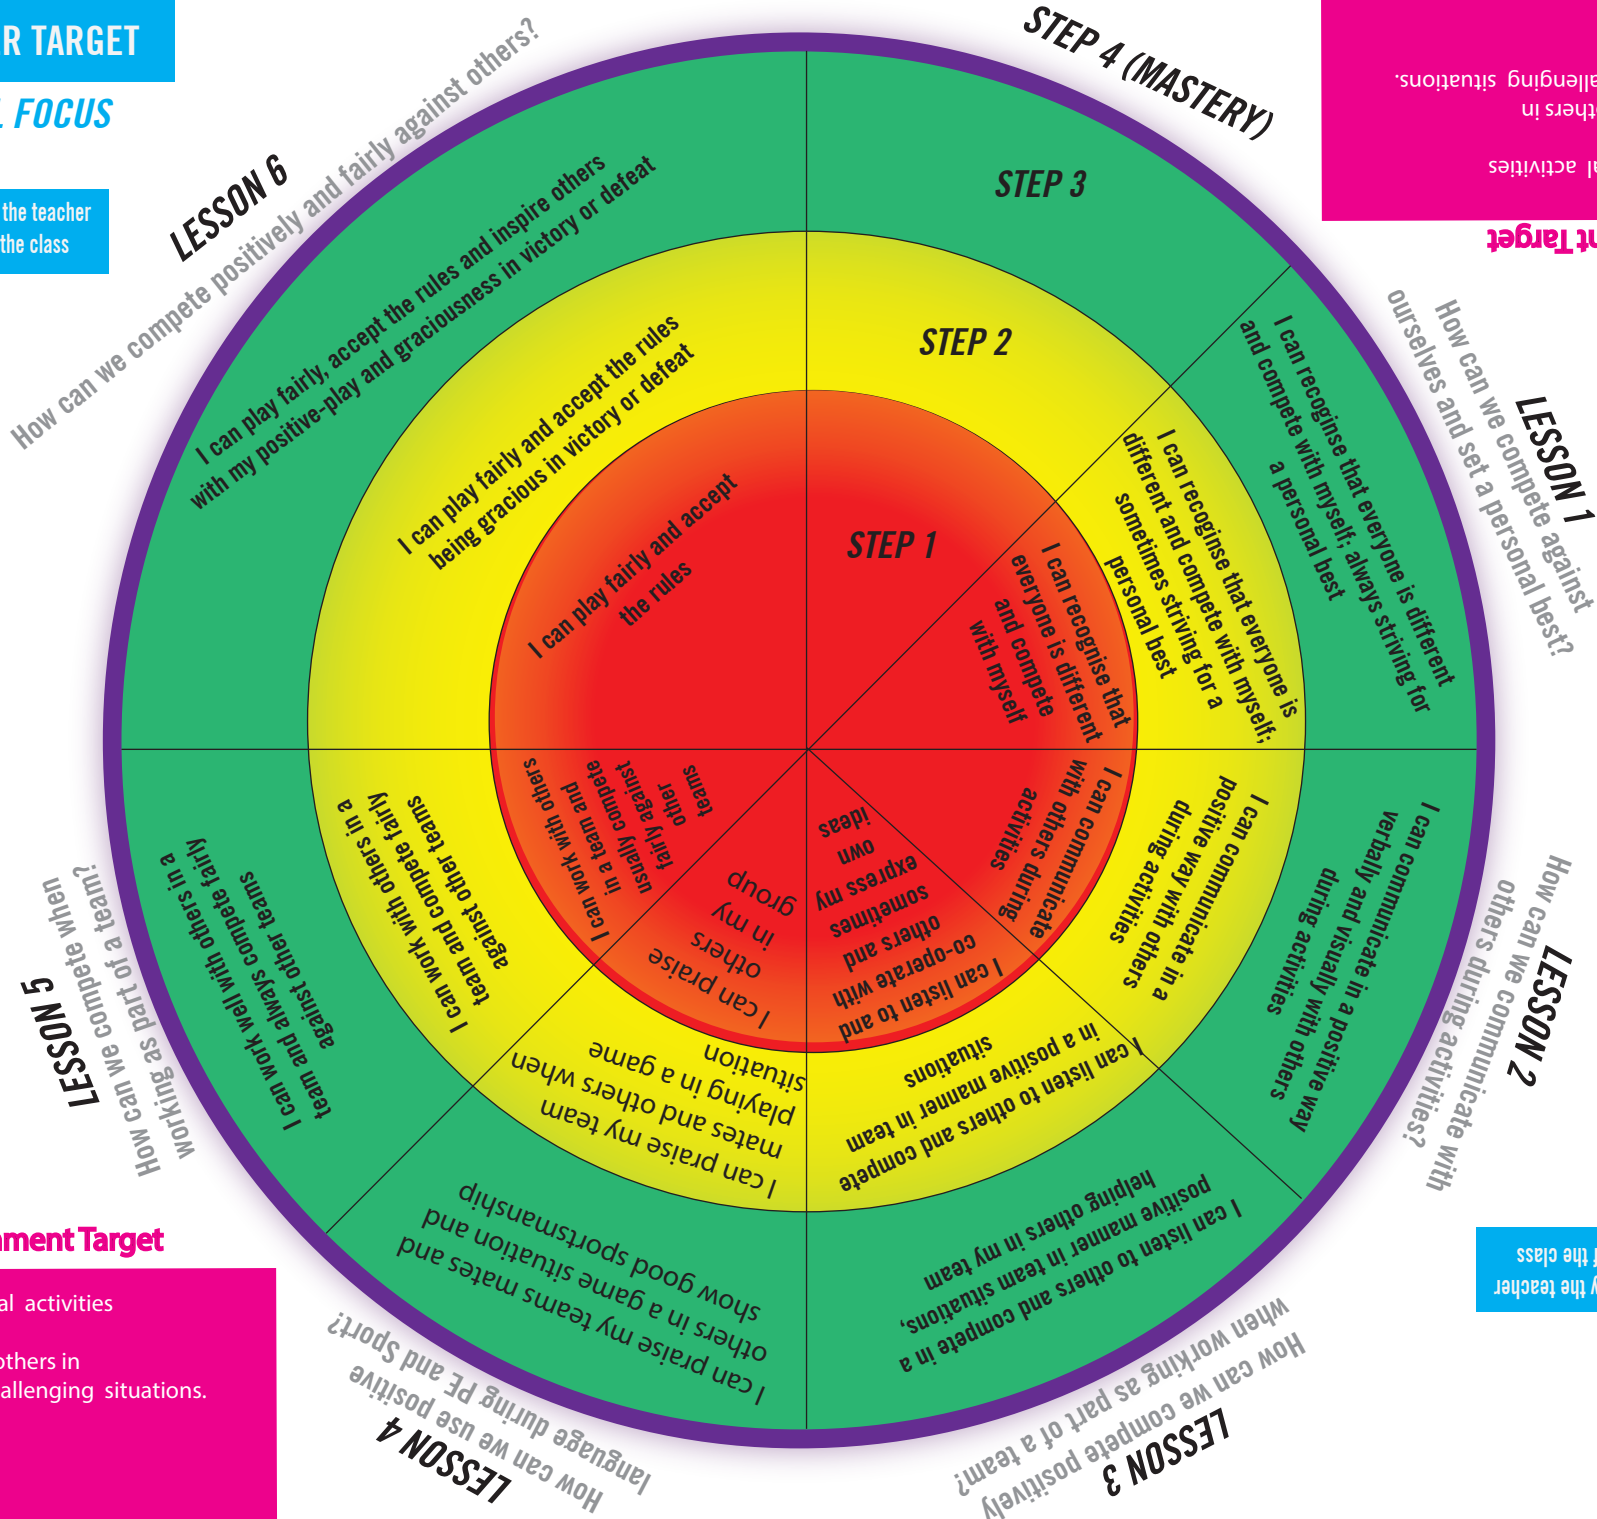 R TARGET
FOCUS
the teacher
the class
STEP 4 (MASTERY)
STEP 3
STEP 2
STEP 1
allenging situations.
others in
al activities
nt Target
LESSON 1
How can we compete against
ourselves and set a personal best?
I can recoginse that everyone is different
and compete with myself; always striving for
a personal best
I can recoginse that everyone is
different and compete with myself;
sometimes striving for a
personal best
I can recognise that
everyone is different
and compete
with myself
LESSON 2
How can we communicate with
others during activities?
I can communicate in a positive way
verbally and visually with others
during activities
I can communicate in a
positive way with others
during activities
I can communicate
with others during
activities
f the class
y the teacher
LESSON 3
How can we compete positively
when working as part of a team?
I can listen to others and compete in a
positive manner in team situations,
helping others in my team
I can listen to others and compete
in a positive manner in team
situations
I can listen to and
co-operate with
others and
sometimes
express my
own
ideas
LESSON 4
How can we use positive
language during PE and Sport?
I can praise my teams mates and
others in a game situation and
show good sportsmanship
I can praise my team
mates and others when
playing in a game
situation
I can praise
others
in my
group
LESSON 5
How can we compete when
working as part of a team?
I can work well with others in a
team and always compete fairly
against other teams
I can work with others in a
team and compete fairly
against other teams
I can work with others
in a team and
usually compete
fairly against
other
teams
LESSON 6
How can we compete positively and fairly against others?
I can play fairly, accept the rules and inspire others
with my positive-play and graciousness in victory or defeat
I can play fairly and accept the rules
being gracious in victory or defeat
I can play fairly and accept
the rules
nment Target
al activities
others in
allenging situations.